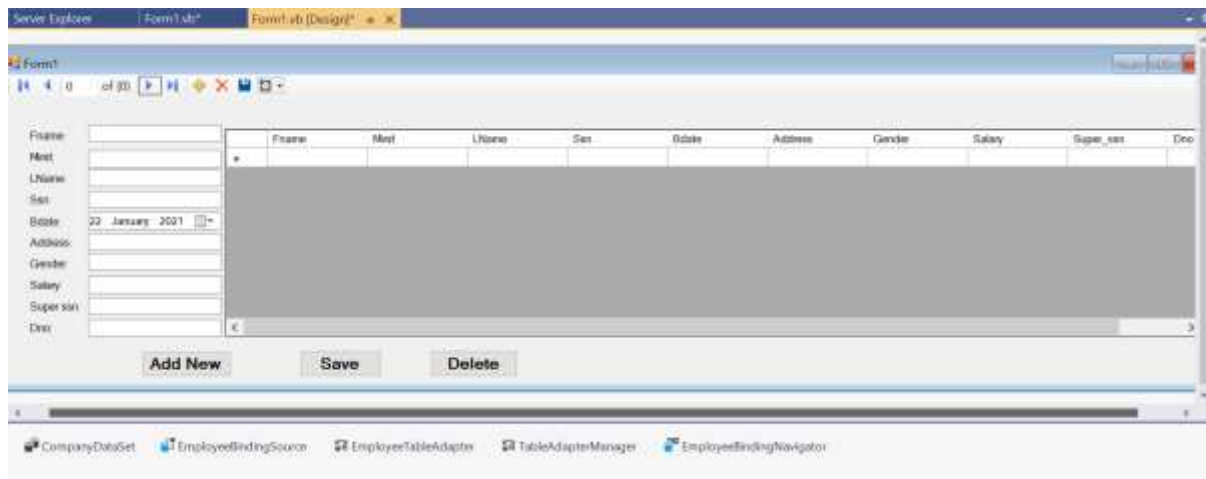 Server Explorer Form1.vb* Form1.vb [Design]*
Form1
0 of {0}
Fname
Fname Minit LName Ssn Bdate Address Gender Salary Super_ssn Dno
Minit
LName
Ssn
Bdate 22 January 2021
Address
Gender
Salary
Super ssn
Dno
Add New Save Delete
CompanyDataSet EmployeeBindingSource EmployeeTableAdapter TableAdapterManager EmployeeBindingNavigator